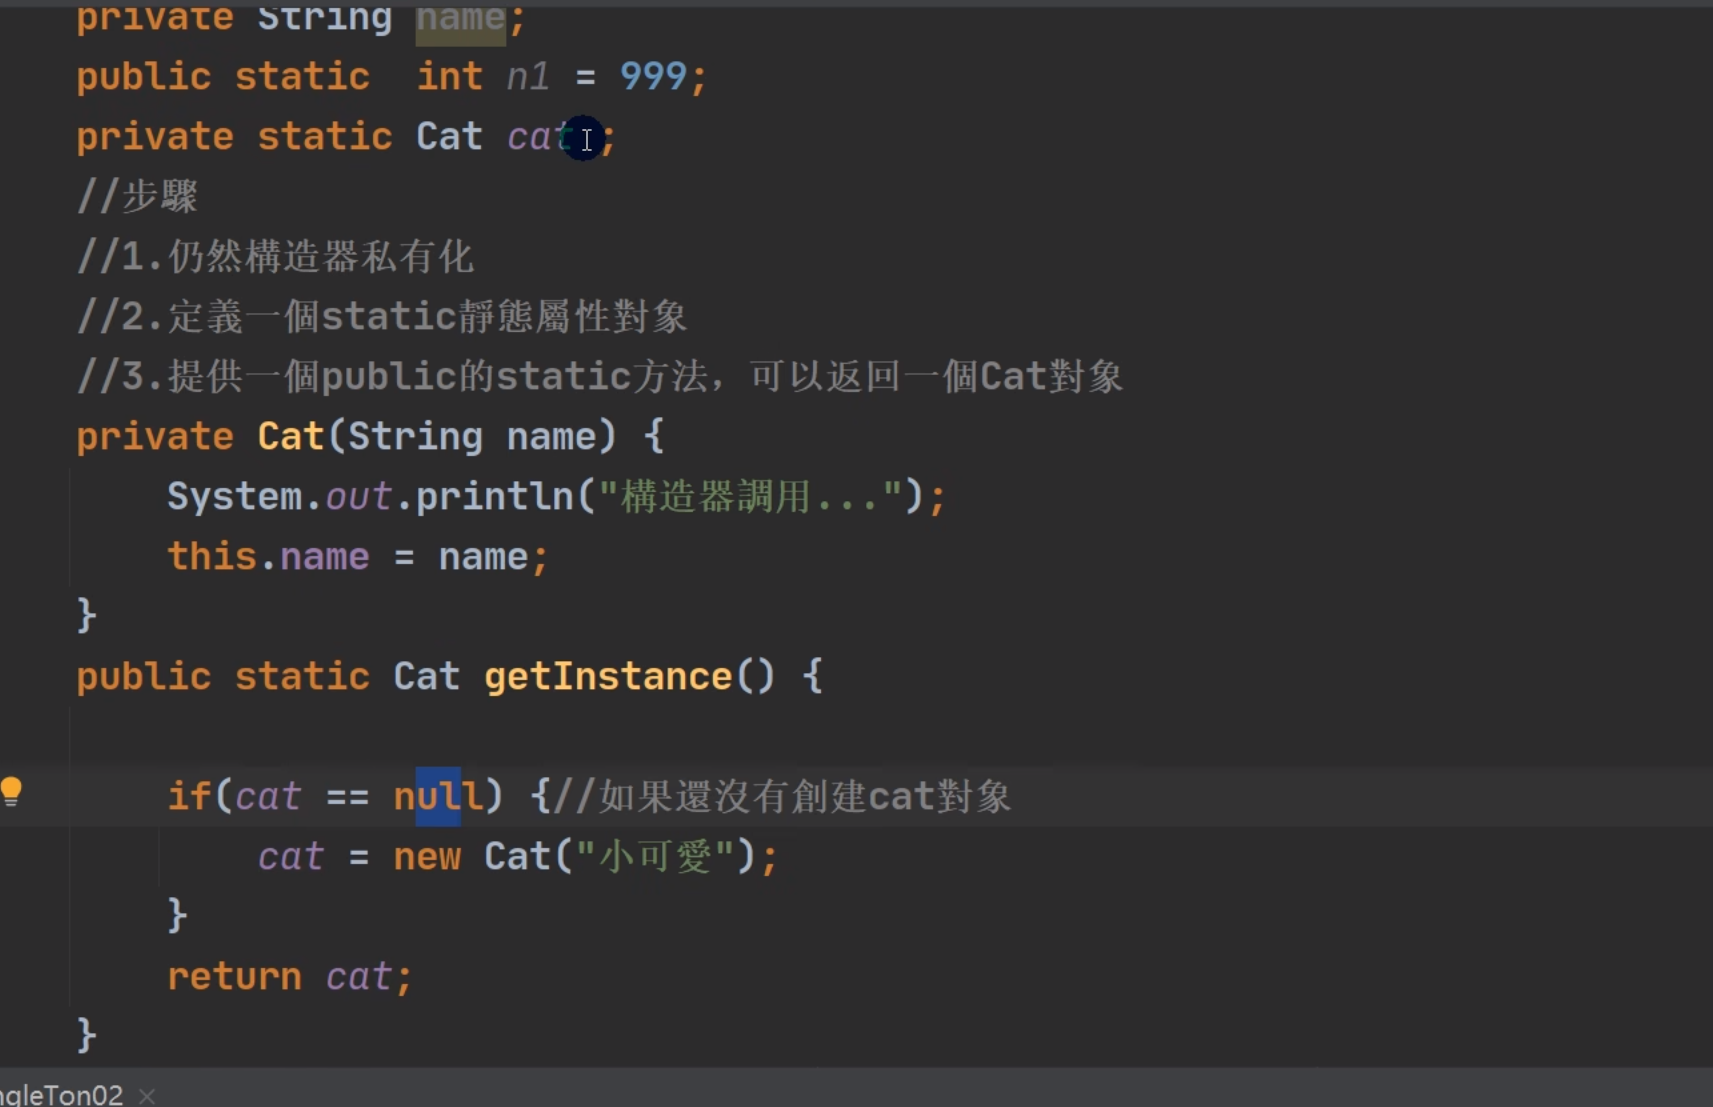 private String name;
public static  int n1 = 999;
private static Cat cat ;
//步驟
//1.仍然構造器私有化
//2.定義一個static靜態屬性對象
//3.提供一個public的static方法，可以返回一個Cat對象
private Cat(String name) {
System.out.println("構造器調用...");
this.name = name;
}
public static Cat getInstance() {
if(cat == null) {//如果還沒有創建cat對象
cat = new Cat("小可愛");
}
return cat;
}
ngleTon02 ×